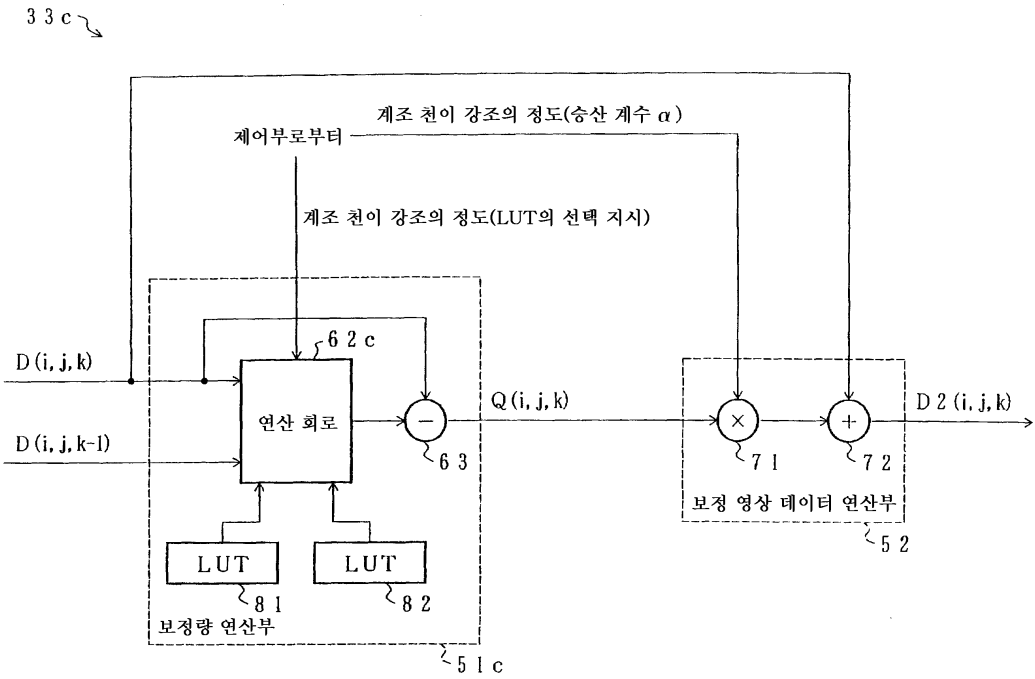 33c
계조 천이 강조의 정도(승산 계수 α)
제어부로부터
계조 천이 강조의 정도(LUT의 선택 지시)
62c
D(i,j,k)
연산 회로
−
Q(i,j,k)
×
+
D2(i,j,k)
D(i,j,k-1)
63
71
72
보정 영상 데이터 연산부
52
LUT
LUT
81
82
보정량 연산부
51c